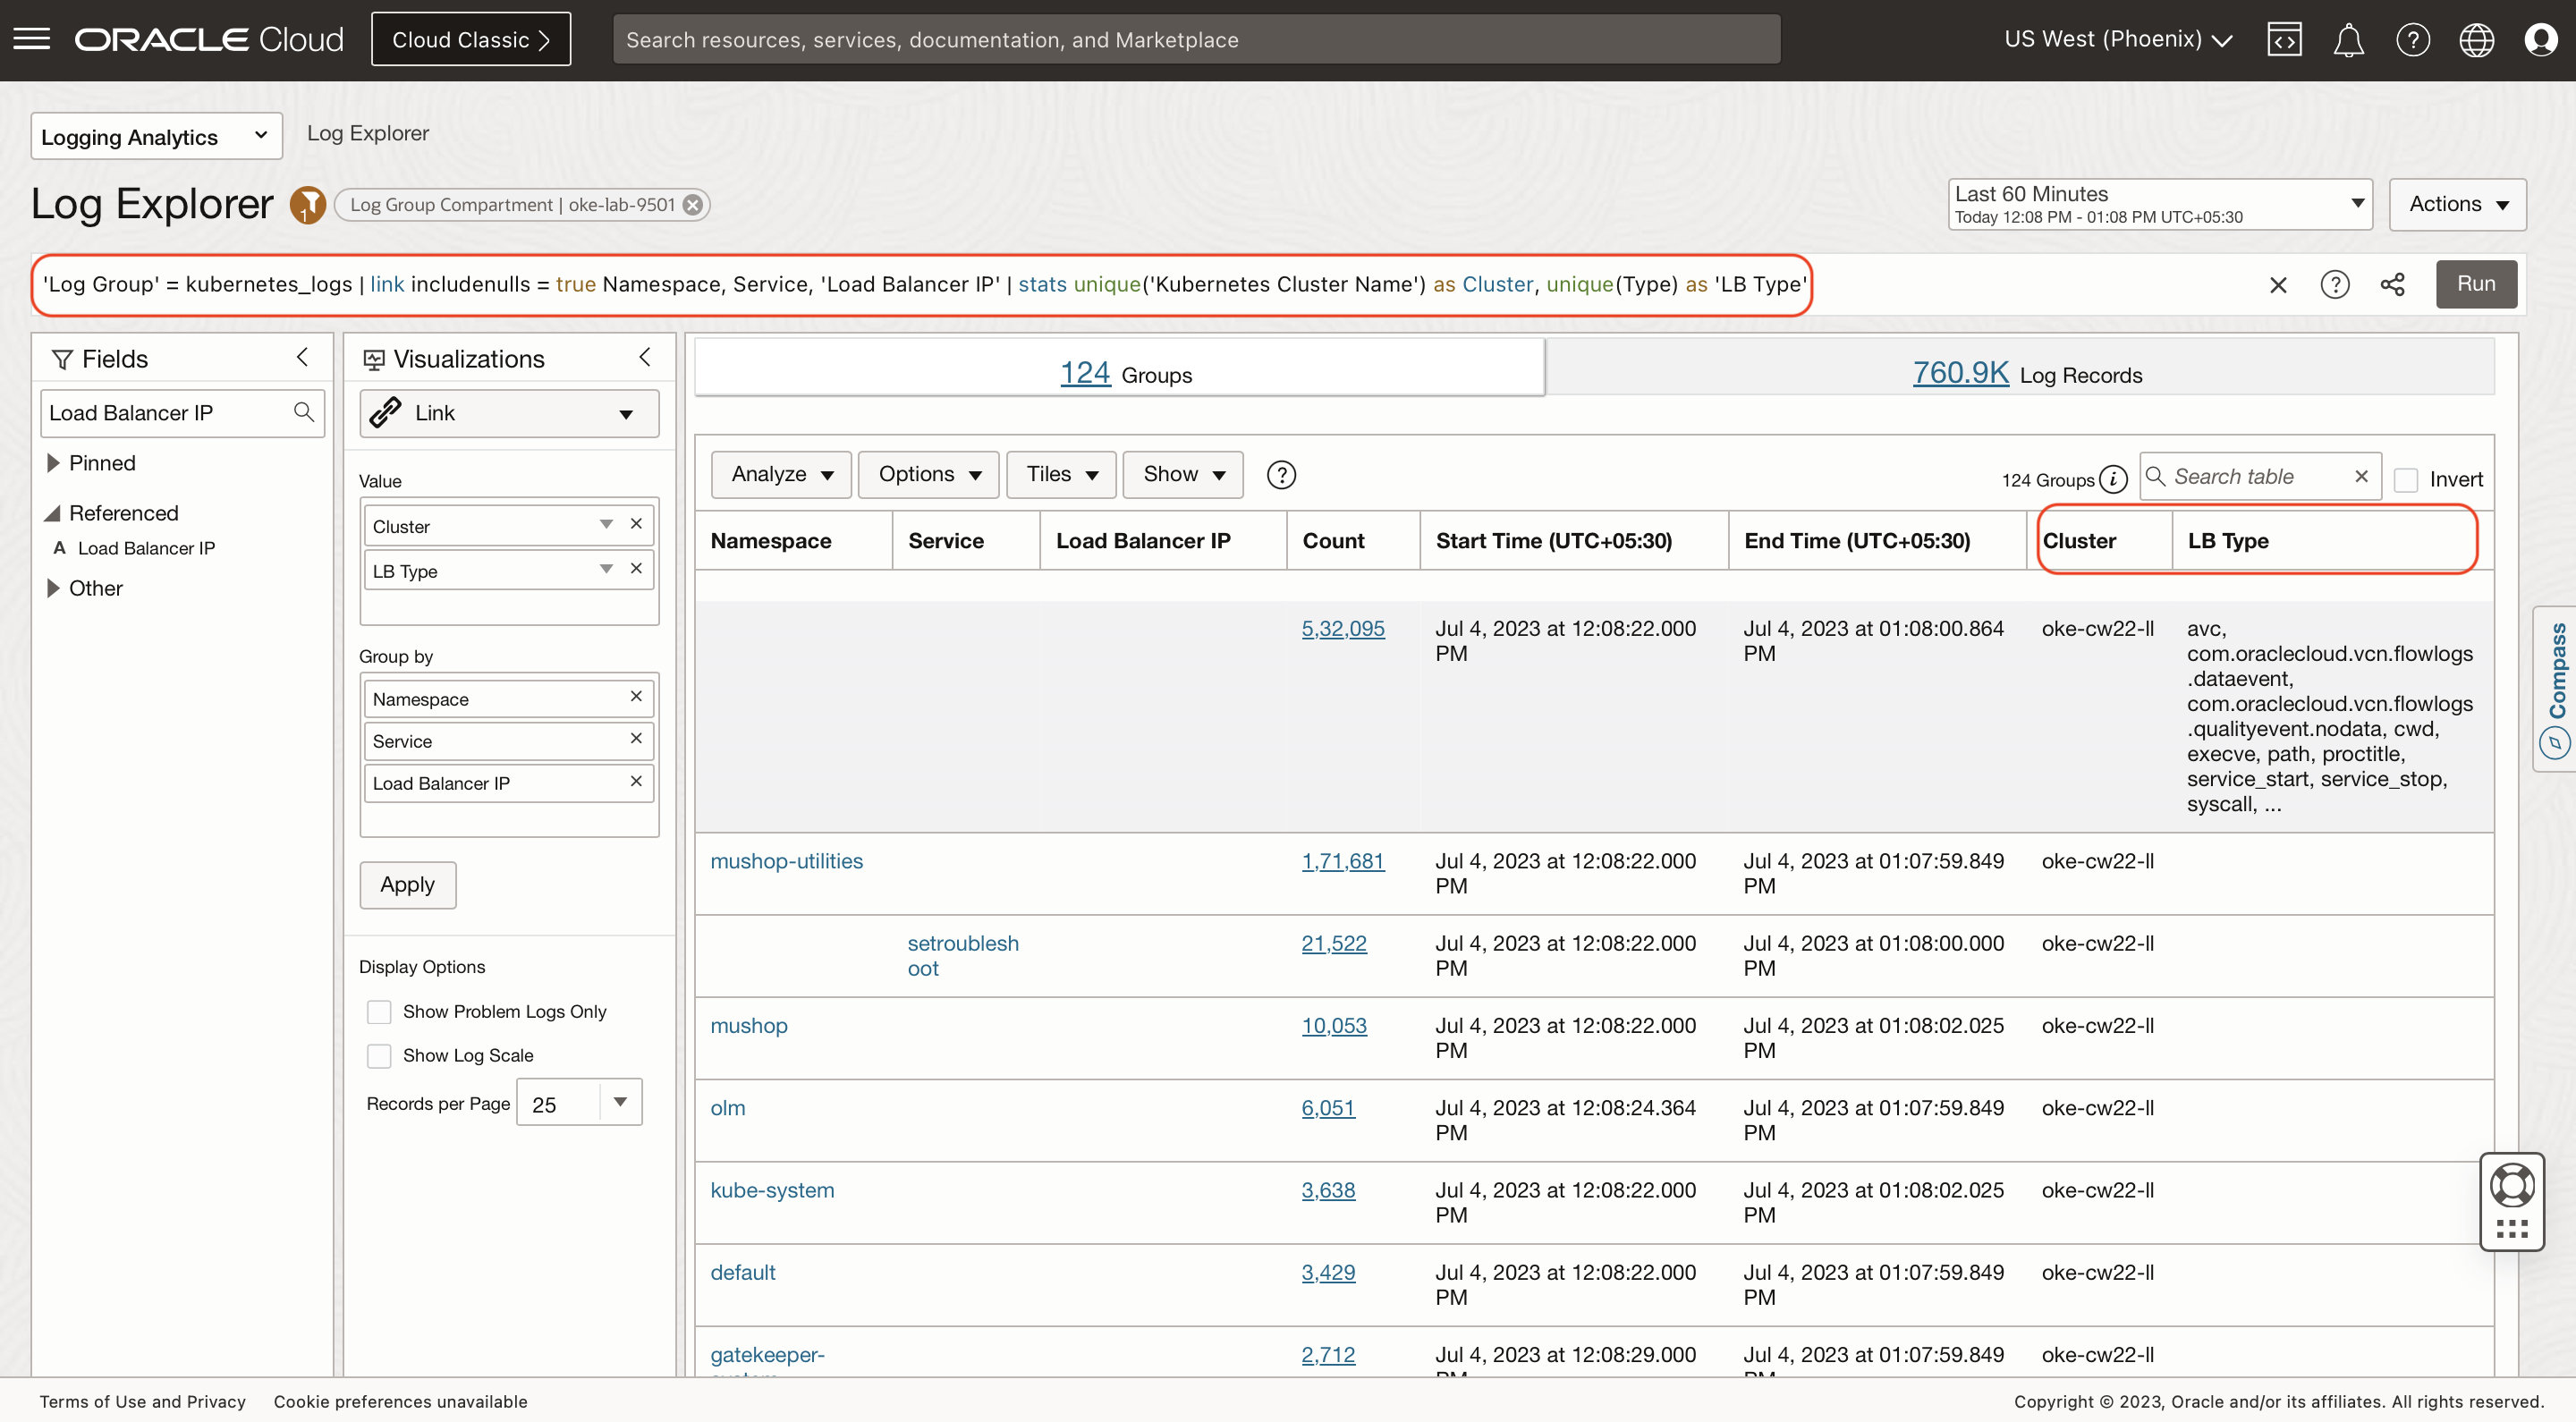 ORACLE Cloud
Cloud Classic
Search resources, services, documentation, and Marketplace
US West (Phoenix)
Logging Analytics
Log Explorer
Log Explorer
1
Log Group Compartment | oke-lab-9501
Last 60 Minutes
Today 12:08 PM - 01:08 PM UTC+05:30
Actions
'Log Group' = kubernetes_logs | link includenulls = true Namespace, Service, 'Load Balancer IP' | stats unique('Kubernetes Cluster Name') as Cluster, unique(Type) as 'LB Type'
Run
Fields
Load Balancer IP
Pinned
Referenced
A Load Balancer IP
Other
Visualizations
Link
Value
Cluster
LB Type
Group by
Namespace
Service
Load Balancer IP
Apply
Display Options
Show Problem Logs Only
Show Log Scale
Records per Page 25
124 Groups
760.9K Log Records
Analyze
Options
Tiles
Show
124 Groups
Search table
Invert
Namespace Service Load Balancer IP Count Start Time (UTC+05:30) End Time (UTC+05:30) Cluster LB Type
5,32,095 Jul 4, 2023 at 12:08:22.000 Jul 4, 2023 at 01:08:00.864 oke-cw22-ll avc,
PM PM com.oraclecloud.vcn.flowlogs
.dataevent,
com.oraclecloud.vcn.flowlogs
.qualityevent.nodata, cwd,
execve, path, proctitle,
service_start, service_stop,
syscall, ...
mushop-utilities 1,71,681 Jul 4, 2023 at 12:08:22.000 Jul 4, 2023 at 01:07:59.849 oke-cw22-ll
PM PM
setroublesh 21,522 Jul 4, 2023 at 12:08:22.000 Jul 4, 2023 at 01:08:00.000 oke-cw22-ll
oot PM PM
mushop 10,053 Jul 4, 2023 at 12:08:22.000 Jul 4, 2023 at 01:08:02.025 oke-cw22-ll
PM PM
olm 6,051 Jul 4, 2023 at 12:08:24.364 Jul 4, 2023 at 01:07:59.849 oke-cw22-ll
PM PM
kube-system 3,638 Jul 4, 2023 at 12:08:22.000 Jul 4, 2023 at 01:08:02.025 oke-cw22-ll
PM PM
default 3,429 Jul 4, 2023 at 12:08:22.000 Jul 4, 2023 at 01:07:59.849 oke-cw22-ll
PM PM
gatekeeper- 2,712 Jul 4, 2023 at 12:08:29.000 Jul 4, 2023 at 01:07:59.849 oke-cw22-ll
Compass
Terms of Use and Privacy
Cookie preferences unavailable
Copyright © 2023, Oracle and/or its affiliates. All rights reserved.